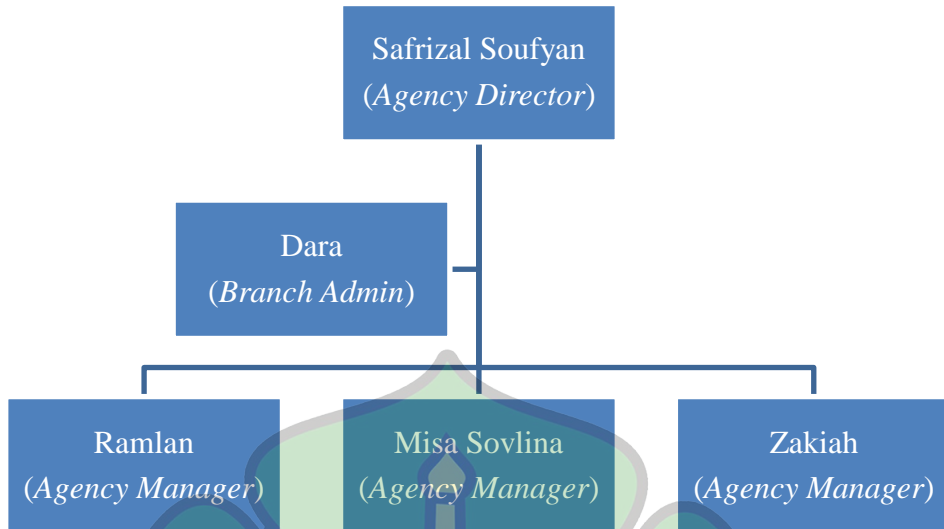 Safrizal Soufyan
(Agency Director)
Dara
(Branch Admin)
Ramlan
(Agency Manager)
Misa Sovlina
(Agency Manager)
Zakiah
(Agency Manager)